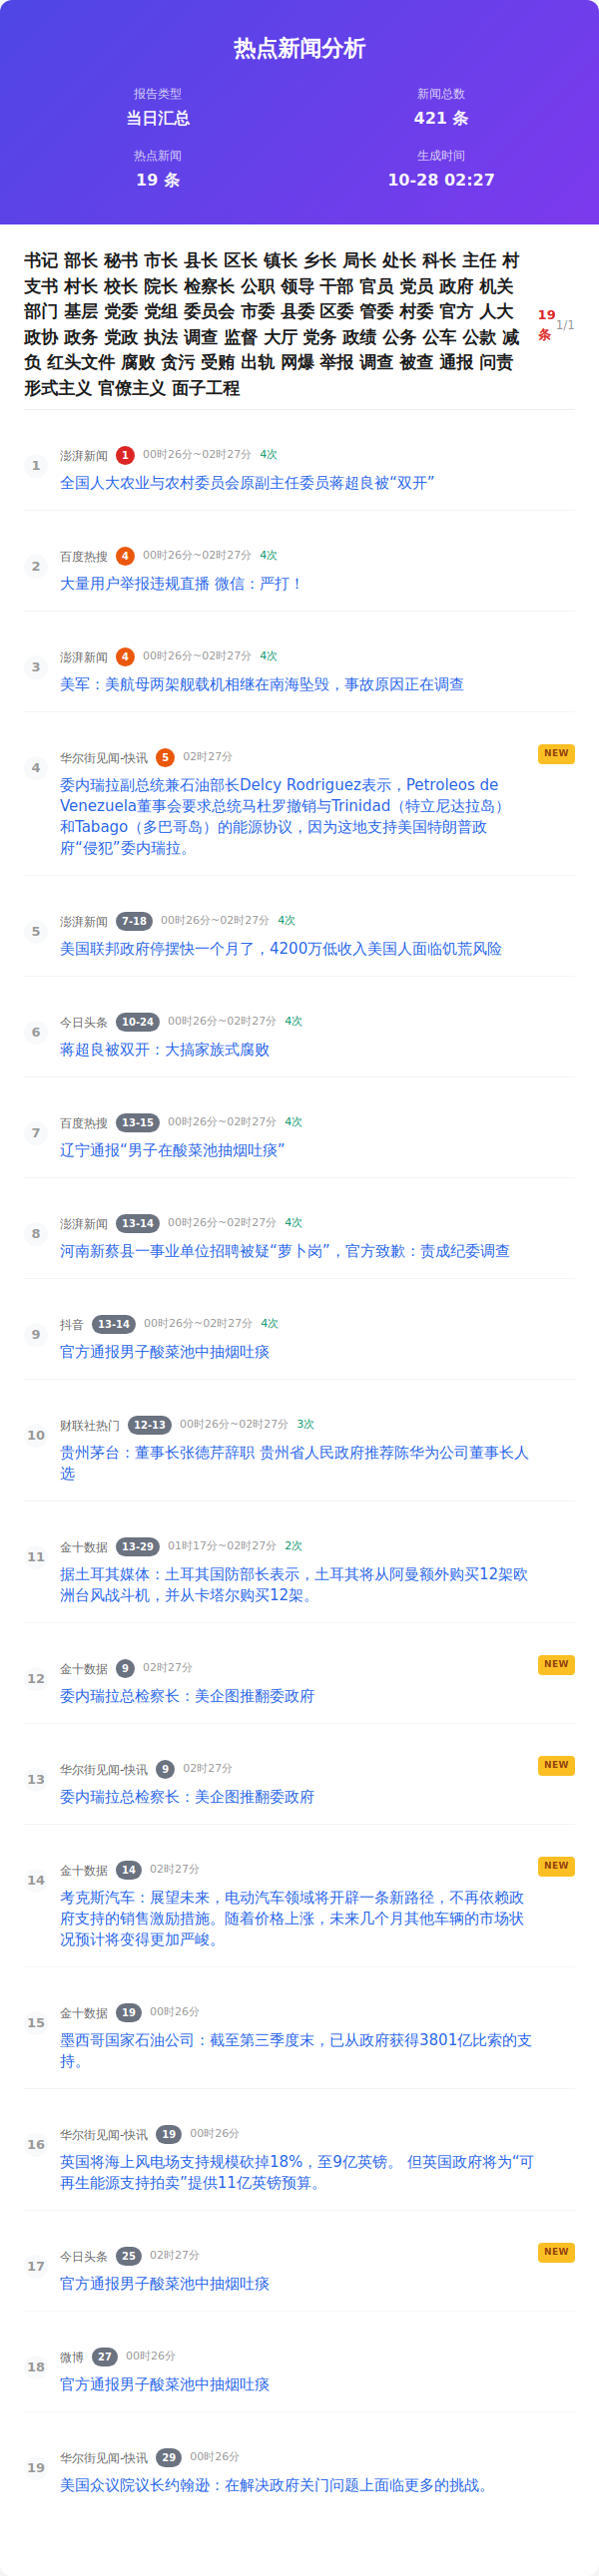 热点新闻分析
报告类型
新闻总数
当日汇总
421 条
热点新闻
生成时间
19 条
10-28 02:27
书记 部长 秘书 市长 县长 区长 镇长 乡长 局长 处长 科长 主任 村
支书 村长 校长 院长 检察长 公职 领导 干部 官员 党员 政府 机关
部门 基层 党委 党组 委员会 市委 县委 区委 管委 村委 官方 人大
政协 政务 党政 执法 调查 监督 大厅 党务 政绩 公务 公车 公款 减
负 红头文件 腐败 贪污 受贿 出轨 网爆 举报 调查 被查 通报 问责
形式主义 官僚主义 面子工程
19
条
1/1
1
澎湃新闻 1 00时26分~02时27分 4次
全国人大农业与农村委员会原副主任委员蒋超良被“双开”
2
百度热搜 4 00时26分~02时27分 4次
大量用户举报违规直播 微信：严打！
3
澎湃新闻 4 00时26分~02时27分 4次
美军：美航母两架舰载机相继在南海坠毁，事故原因正在调查
4
华尔街见闻-快讯 5 02时27分
NEW
委内瑞拉副总统兼石油部长Delcy Rodriguez表示，Petroleos de
Venezuela董事会要求总统马杜罗撤销与Trinidad（特立尼达拉岛）
和Tabago（多巴哥岛）的能源协议，因为这地支持美国特朗普政
府“侵犯”委内瑞拉。
5
澎湃新闻 7-18 00时26分~02时27分 4次
美国联邦政府停摆快一个月了，4200万低收入美国人面临饥荒风险
6
今日头条 10-24 00时26分~02时27分 4次
蒋超良被双开：大搞家族式腐败
7
百度热搜 13-15 00时26分~02时27分 4次
辽宁通报“男子在酸菜池抽烟吐痰”
8
澎湃新闻 13-14 00时26分~02时27分 4次
河南新蔡县一事业单位招聘被疑“萝卜岗”，官方致歉：责成纪委调查
9
抖音 13-14 00时26分~02时27分 4次
官方通报男子酸菜池中抽烟吐痰
10
财联社热门 12-13 00时26分~02时27分 3次
贵州茅台：董事长张德芹辞职 贵州省人民政府推荐陈华为公司董事长人
选
11
金十数据 13-29 01时17分~02时27分 2次
据土耳其媒体：土耳其国防部长表示，土耳其将从阿曼额外购买12架欧
洲台风战斗机，并从卡塔尔购买12架。
12
金十数据 9 02时27分
NEW
委内瑞拉总检察长：美企图推翻委政府
13
华尔街见闻-快讯 9 02时27分
NEW
委内瑞拉总检察长：美企图推翻委政府
14
金十数据 14 02时27分
NEW
考克斯汽车：展望未来，电动汽车领域将开辟一条新路径，不再依赖政
府支持的销售激励措施。随着价格上涨，未来几个月其他车辆的市场状
况预计将变得更加严峻。
15
金十数据 19 00时26分
墨西哥国家石油公司：截至第三季度末，已从政府获得3801亿比索的支
持。
16
华尔街见闻-快讯 19 00时26分
英国将海上风电场支持规模砍掉18%，至9亿英镑。 但英国政府将为“可
再生能源支持拍卖”提供11亿英镑预算。
17
今日头条 25 02时27分
NEW
官方通报男子酸菜池中抽烟吐痰
18
微博 27 00时26分
官方通报男子酸菜池中抽烟吐痰
19
华尔街见闻-快讯 29 00时26分
美国众议院议长约翰逊：在解决政府关门问题上面临更多的挑战。